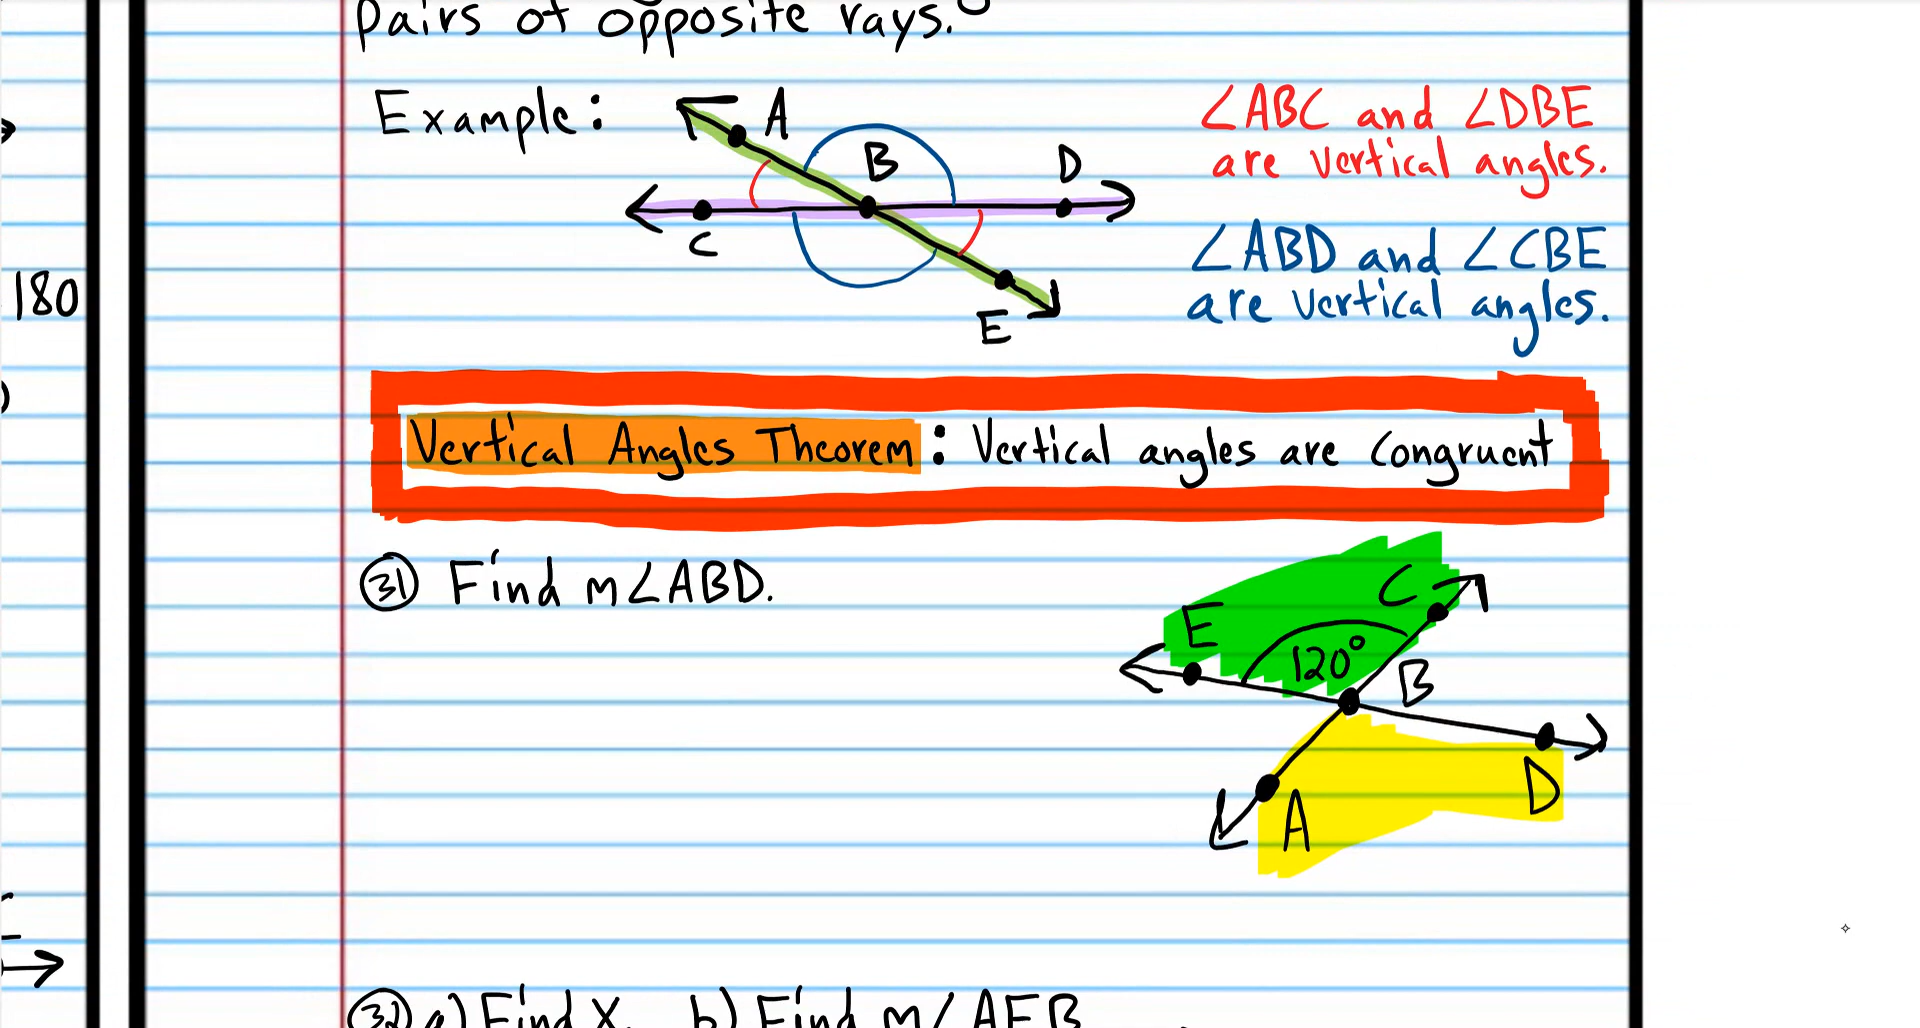 pairs of opposite rays.
Example:
A
B
D
C
E
∠ABC and ∠DBE
are vertical angles.
∠ABD and ∠CBE
are vertical angles.
180
Vertical Angles Theorem: Vertical angles are congruent
31 Find m∠ABD.
E
C
120°
B
A
D
32 a) Find x. b) Find m∠AEB